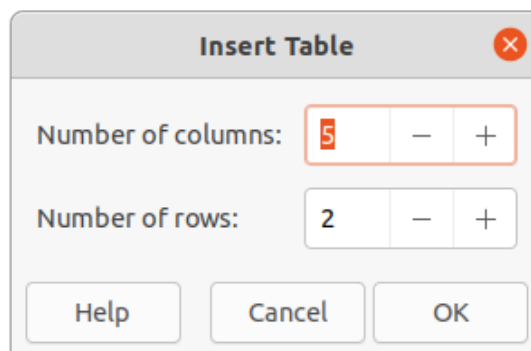 Insert Table
Number of columns: 5
Number of rows: 2
Help Cancel OK